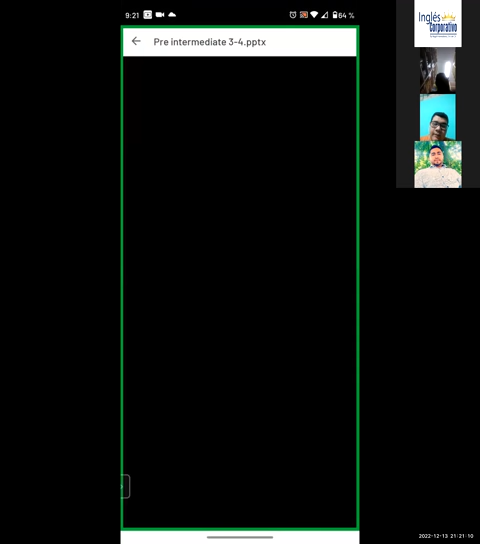 9:21
64 %
Pre intermediate 3-4.pptx
Inglés
Corporativo
2022-12-13 21:21:10